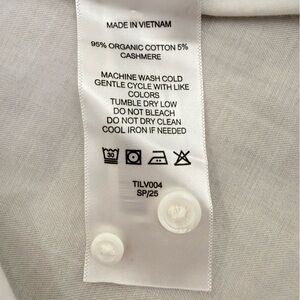 MADE IN VIETNAM
95% ORGANIC COTTON 5%
CASHMERE
MACHINE WASH COLD
GENTLE CYCLE WITH LIKE
COLORS
TUMBLE DRY LOW
DO NOT BLEACH
DO NOT DRY CLEAN
COOL IRON IF NEEDED
30
TILV004
SP/25